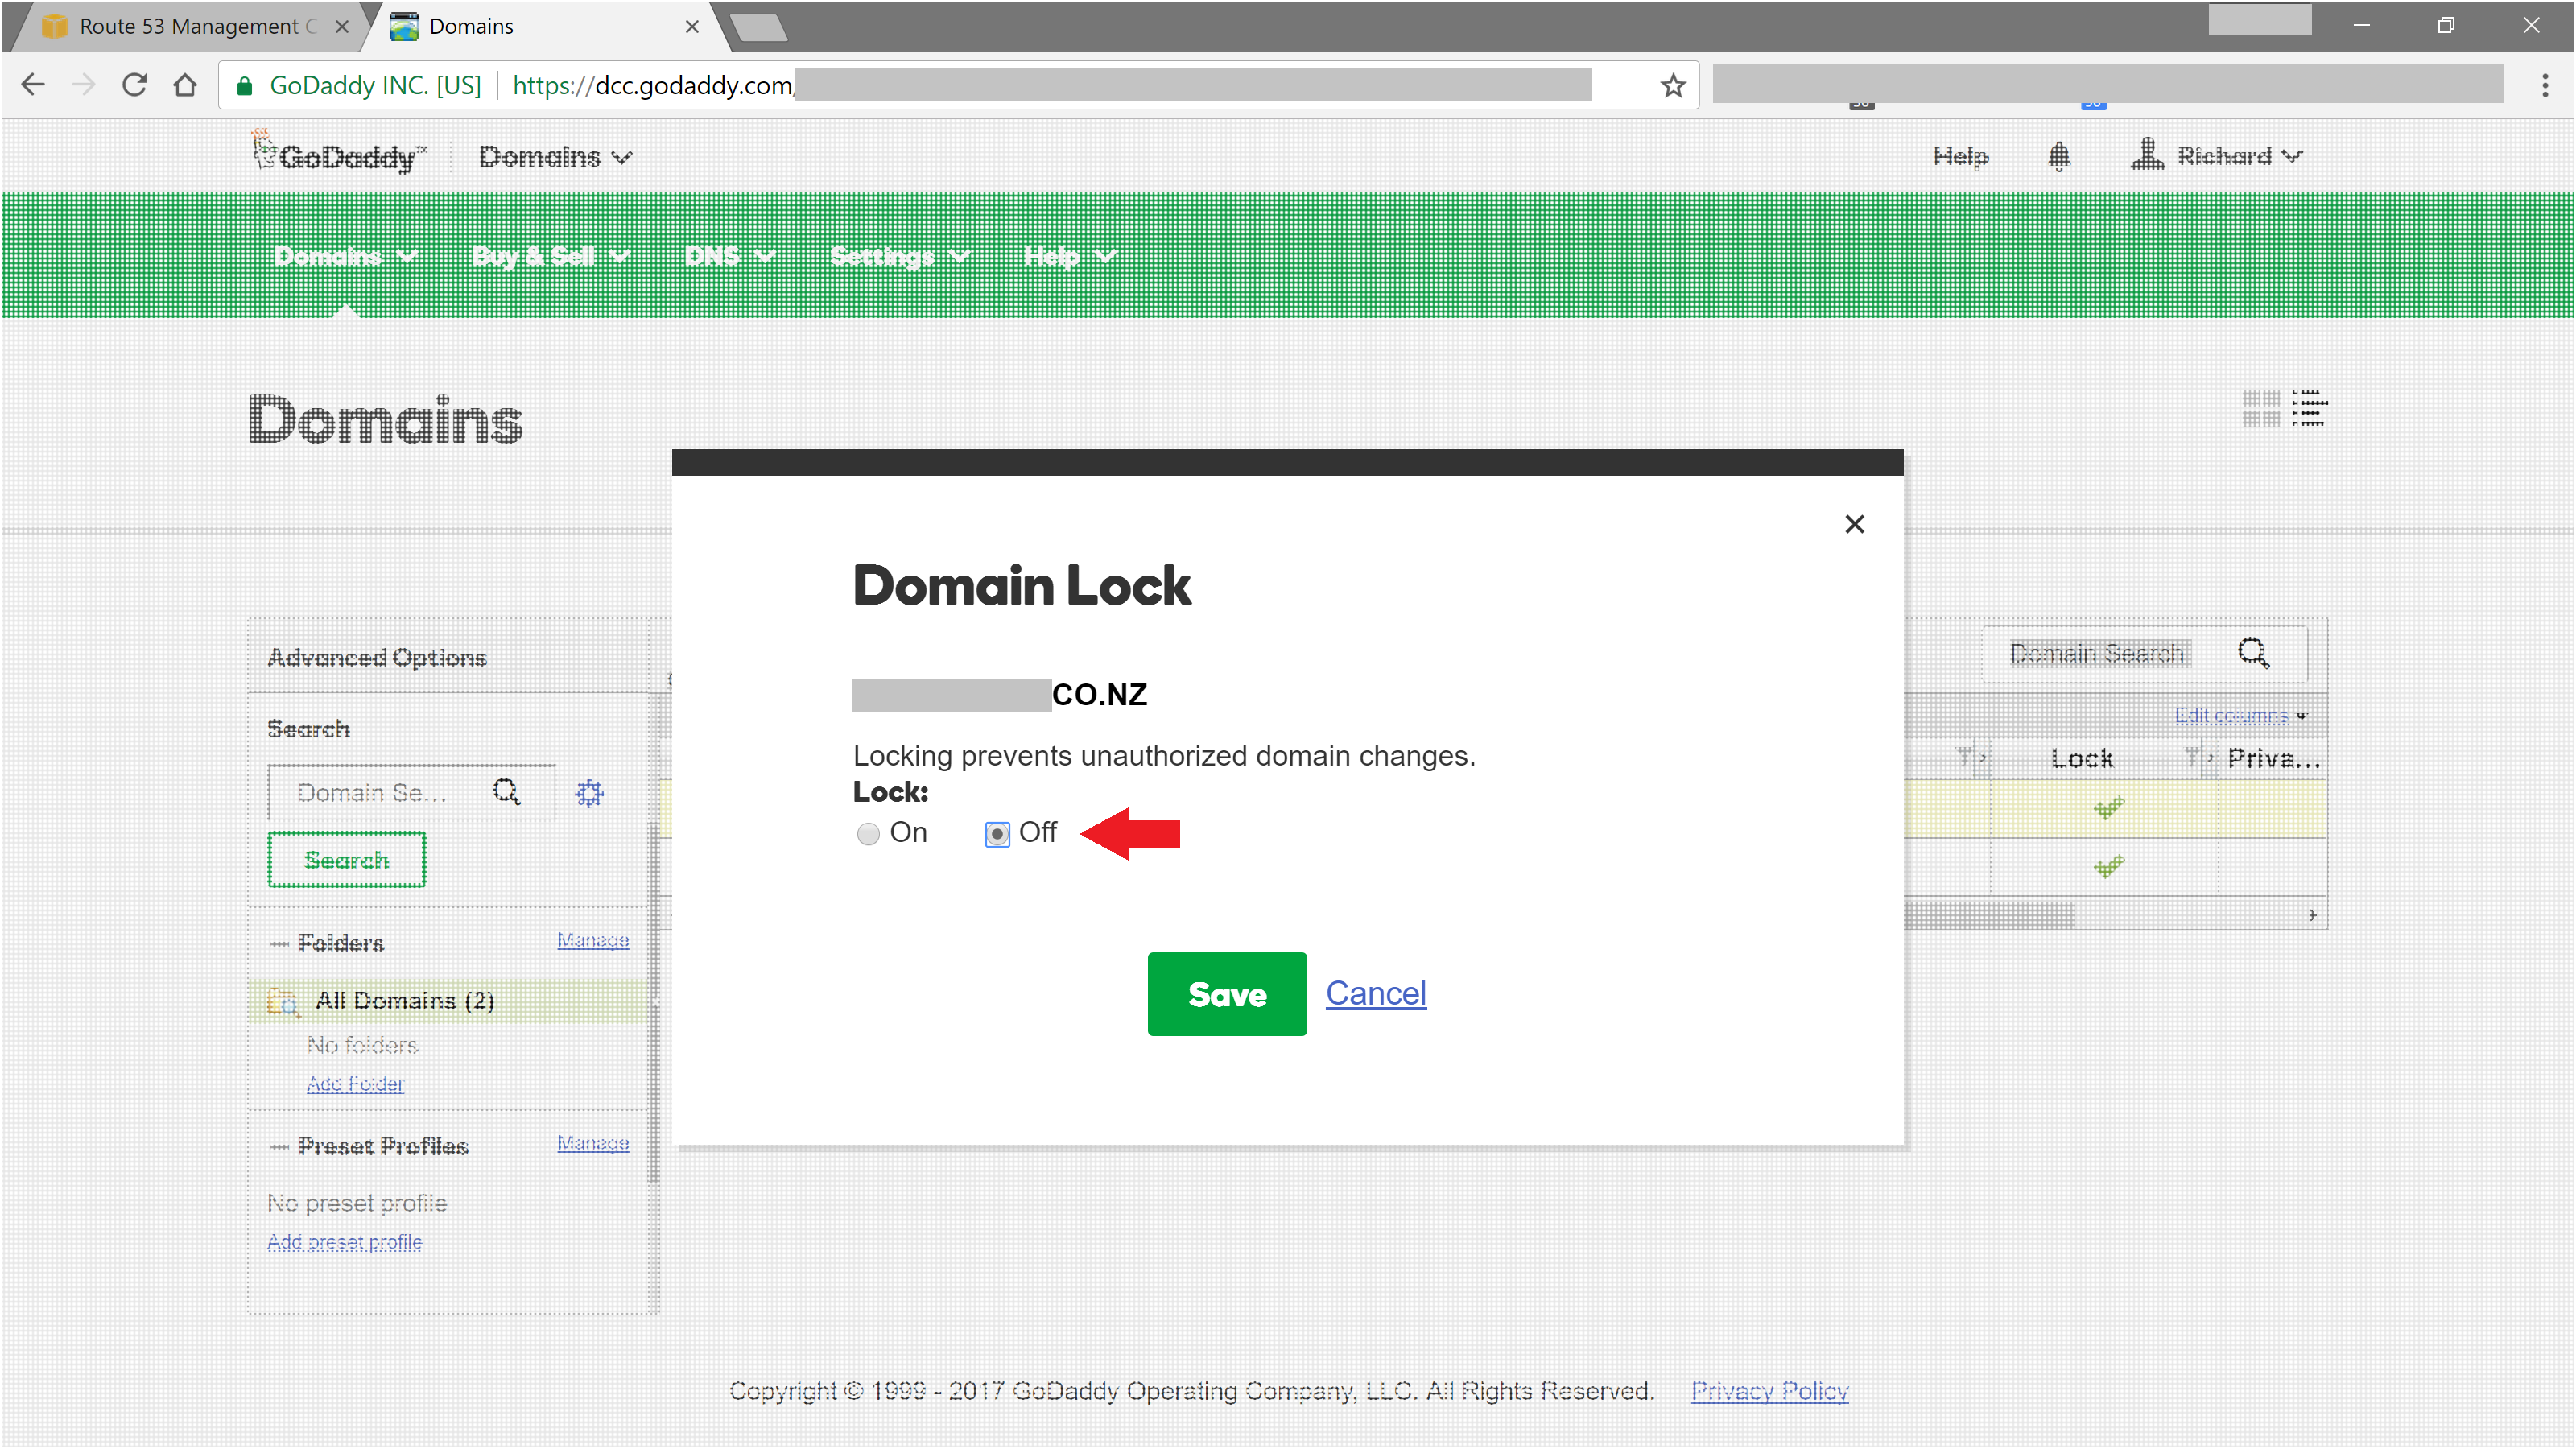 Route 53 Management C
Domains
GoDaddy INC. [US]
https://dcc.godaddy.com/
GoDaddy™
Domains
Help
Richard
Domains
Buy & Sell
DNS
Settings
Help
Domains
Domain Lock
CO.NZ
Locking prevents unauthorized domain changes.
Lock:
On
Off
Save
Cancel
Advanced Options
Search
Domain Se...
Search
Folders
Manage
All Domains (2)
No folders
Add Folder
Preset Profiles
Manage
No preset profile
Add preset profile
Domain Search
Edit columns
Lock
Priva...
Copyright © 1999 - 2017 GoDaddy Operating Company, LLC. All Rights Reserved.
Privacy Policy